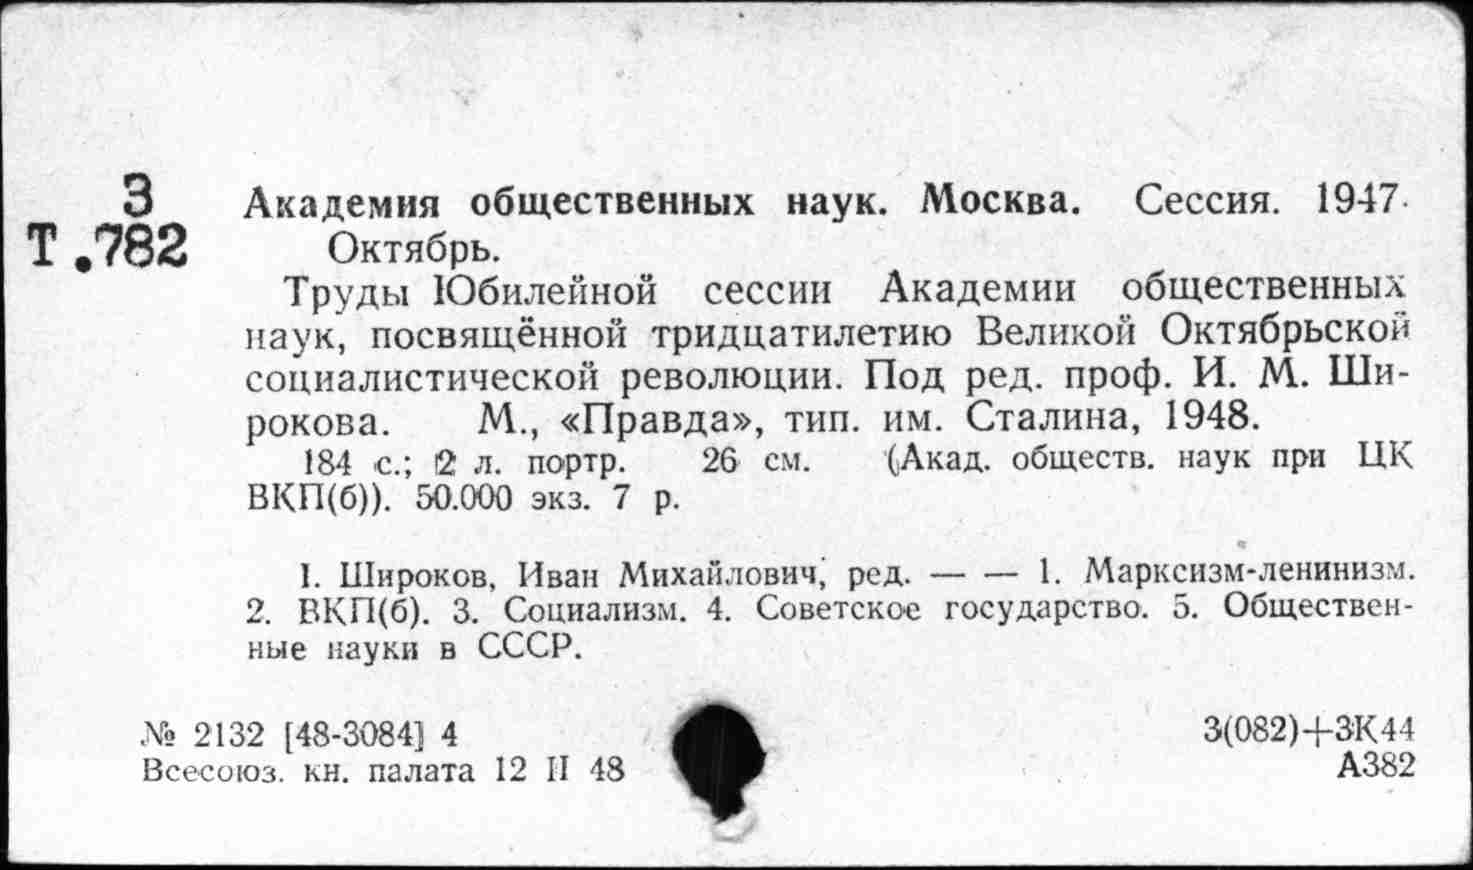 З
Т.782
Академия общественных наук. Москва. Сессия. 1947.
Октябрь.
Труды Юбилейной сессии Академии общественных
наук, посвящённой тридцатилетию Великой Октябрьской
социалистической революции. Под ред. проф. И. М. Ши-
рокова. М., «Правда», тип. им. Сталина, 1948.
184 с.; 2 л. портр. 26 см. (Акад. обществ. наук при ЦК
ВКП(б)). 50.000 экз. 7 р.
1. Широков, Иван Михайлович, ред. — — 1. Марксизм-ленинизм.
2. ВКП(б). 3. Социализм. 4. Советское государство. 5. Обществен-
ные науки в СССР.
№ 2132 [48-3084] 4
Всесоюз. кн. палата 12 II 48
3(082)+3К44
А382